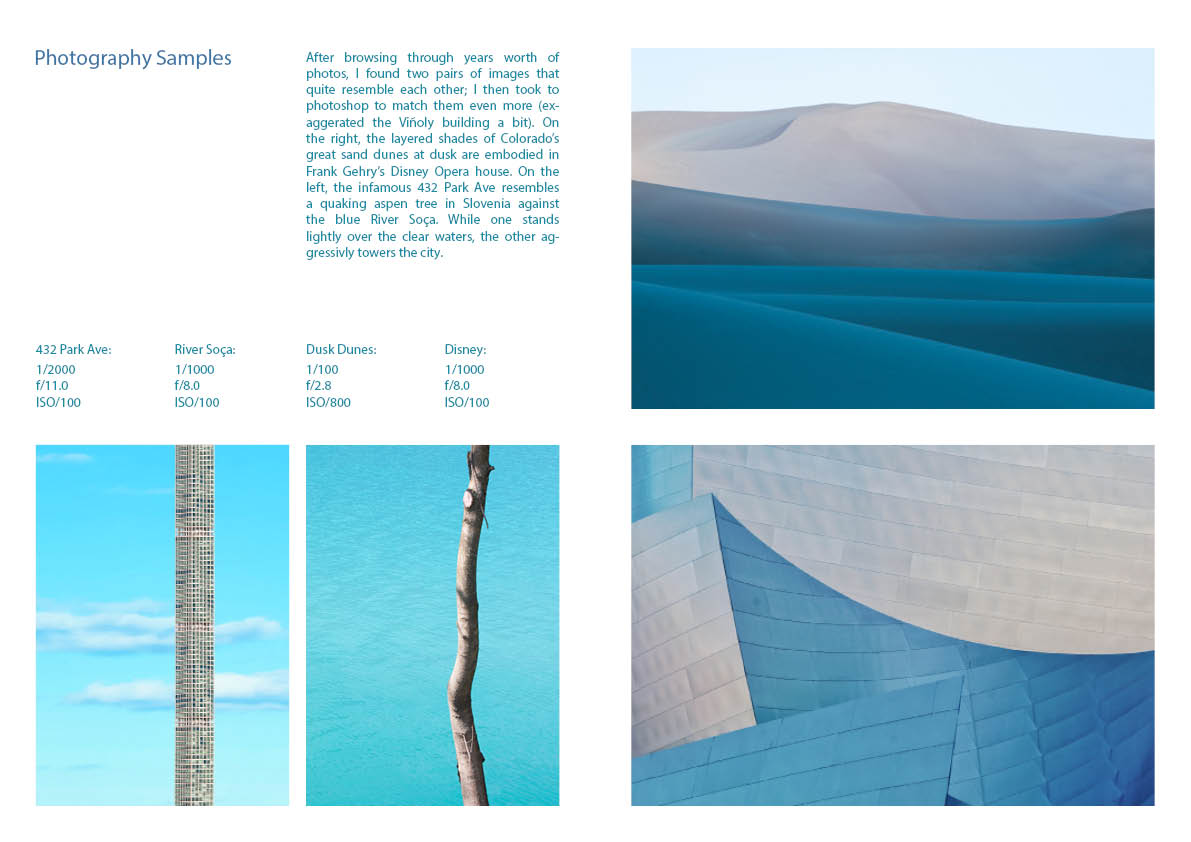 Photography Samples
After browsing through years worth of
photos, I found two pairs of images that
quite resemble each other; I then took to
photoshop to match them even more (ex-
aggerated the Viñoly building a bit). On
the right, the layered shades of Colorado's
great sand dunes at dusk are embodied in
Frank Gehry's Disney Opera house. On the
left, the infamous 432 Park Ave resembles
a quaking aspen tree in Slovenia against
the blue River Soça. While one stands
lightly over the clear waters, the other ag-
gressivly towers the city.
432 Park Ave:
1/2000
f/11.0
ISO/100
River Soça:
1/1000
f/8.0
ISO/100
Dusk Dunes:
1/100
f/2.8
ISO/800
Disney:
1/1000
f/8.0
ISO/100